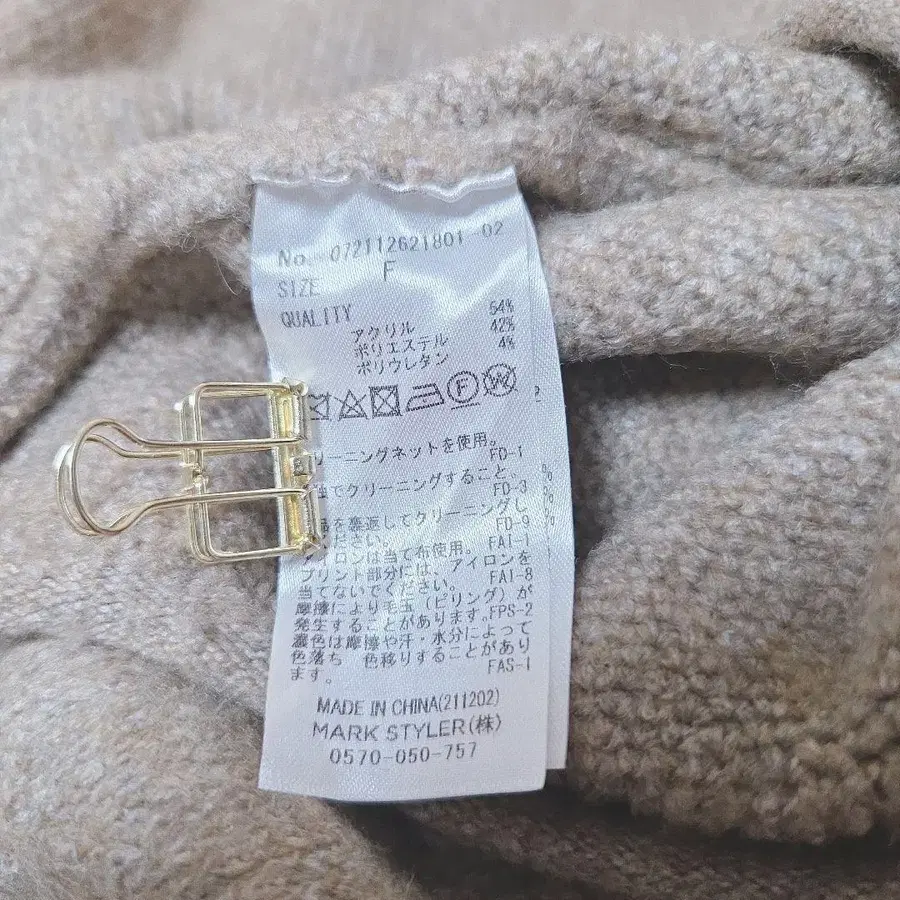 No. 072112621801 02
SIZE F
QUALITY
アクリル 54%
ポリエステル 42%
ポリウレタン 4%
F W
リーニングネットを使用。
FD-1
でクリーニングすること。
FD-3
品を裏返してクリーニングし
ください。 FD-9
FAI-1
アイロンは当て布使用。
プリント部分には、アイロンを
当てないでください。 FAI-8
摩擦により毛玉(ピリング)が
発生することがあります。FPS-2
濃色は摩擦や汗・水分によって
色落ち 色移りすることがあり
ます。 FAS-1
MADE IN CHINA(211202)
MARK STYLER(株)
0570-050-757